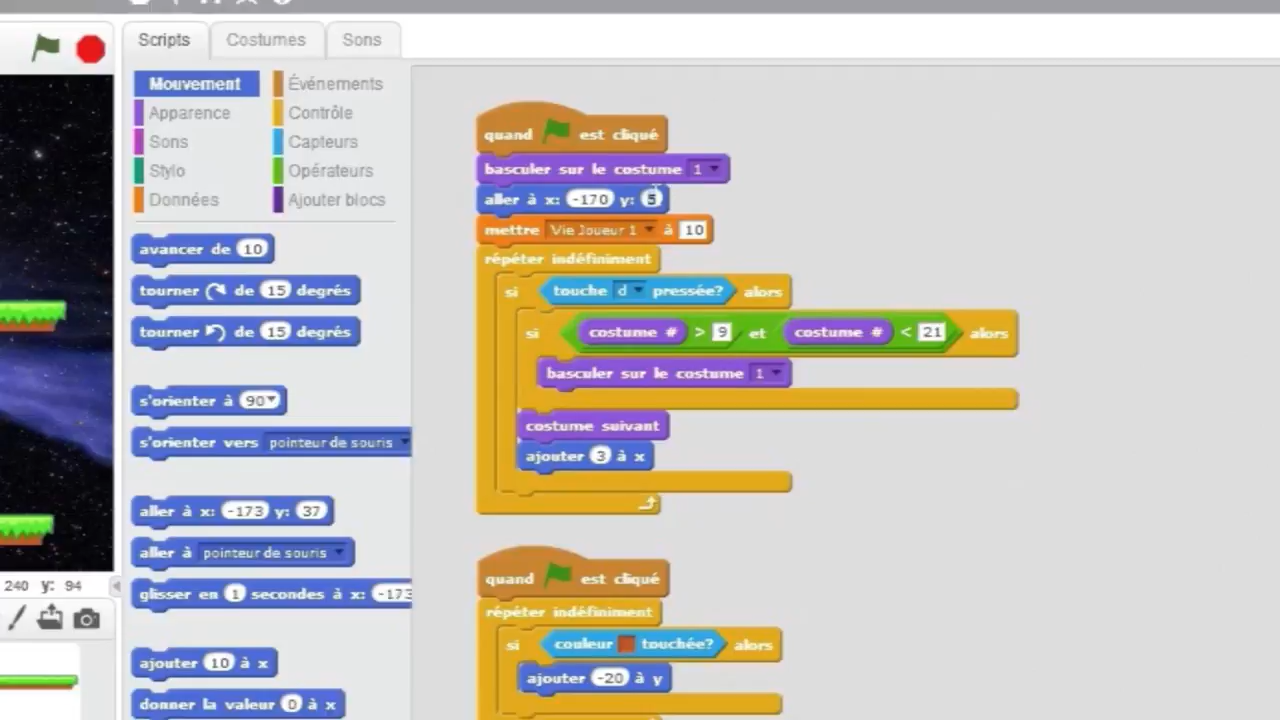 Scripts Costumes Sons
Mouvement Événements
Apparence Contrôle
Sons Capteurs
Stylo Opérateurs
Données Ajouter blocs
avancer de 10
tourner de 15 degrés
tourner de 15 degrés
s'orienter à 90
s'orienter vers pointeur de souris
aller à x: -173 y: 37
aller à pointeur de souris
glisser en 1 secondes à x: -173
ajouter 10 à x
donner la valeur 0 à x
240 y: 94
quand est cliqué
basculer sur le costume 1
aller à x: -170 y: 5
mettre Vie Joueur 1 à 10
répéter indéfiniment
si touche d pressée? alors
si costume # > 9 et costume # < 21 alors
basculer sur le costume 1
costume suivant
ajouter 3 à x
quand est cliqué
répéter indéfiniment
si couleur touchée? alors
ajouter -20 à y